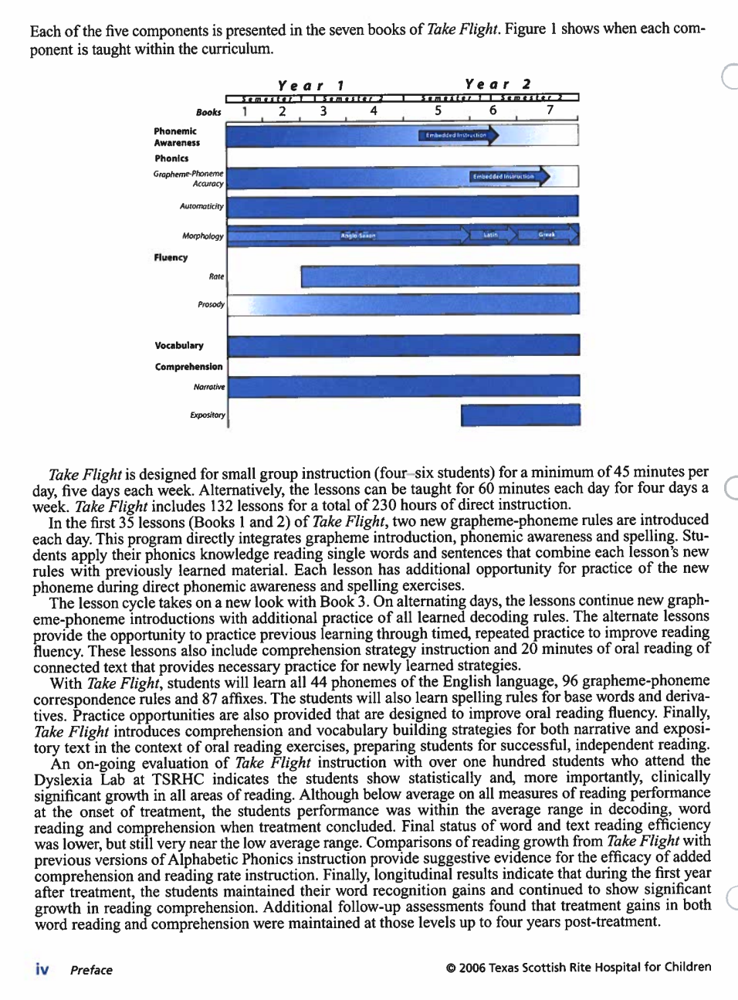 Each of the five components is presented in the seven books of Take Flight. Figure 1 shows when each com-
ponent is taught within the curriculum.
Year 1 Year 2
Semester 1 Semester 2 Semester 1 Semester 2
Books 1 2 3 4 5 6 7
Phonemic
Awareness
Embedded Instruction
Phonics
Grapheme-Phoneme
Accuracy
Embedded Instruction
Automaticity
Morphology Anglo Saxon Latin Greek
Fluency
Rate
Prosody
Vocabulary
Comprehension
Narrative
Expository
Take Flight is designed for small group instruction (four–six students) for a minimum of 45 minutes per
day, five days each week. Alternatively, the lessons can be taught for 60 minutes each day for four days a
week. Take Flight includes 132 lessons for a total of 230 hours of direct instruction.
In the first 35 lessons (Books 1 and 2) of Take Flight, two new grapheme-phoneme rules are introduced
each day. This program directly integrates grapheme introduction, phonemic awareness and spelling. Stu-
dents apply their phonics knowledge reading single words and sentences that combine each lesson's new
rules with previously learned material. Each lesson has additional opportunity for practice of the new
phoneme during direct phonemic awareness and spelling exercises.
The lesson cycle takes on a new look with Book 3. On alternating days, the lessons continue new graph-
eme-phoneme introductions with additional practice of all learned decoding rules. The alternate lessons
provide the opportunity to practice previous learning through timed, repeated practice to improve reading
fluency. These lessons also include comprehension strategy instruction and 20 minutes of oral reading of
connected text that provides necessary practice for newly learned strategies.
With Take Flight, students will learn all 44 phonemes of the English language, 96 grapheme-phoneme
correspondence rules and 87 affixes. The students will also learn spelling rules for base words and deriva-
tives. Practice opportunities are also provided that are designed to improve oral reading fluency. Finally,
Take Flight introduces comprehension and vocabulary building strategies for both narrative and exposi-
tory text in the context of oral reading exercises, preparing students for successful, independent reading.
An on-going evaluation of Take Flight instruction with over one hundred students who attend the
Dyslexia Lab at TSRHC indicates the students show statistically and, more importantly, clinically
significant growth in all areas of reading. Although below average on all measures of reading performance
at the onset of treatment, the students performance was within the average range in decoding, word
reading and comprehension when treatment concluded. Final status of word and text reading efficiency
was lower, but still very near the low average range. Comparisons of reading growth from Take Flight with
previous versions of Alphabetic Phonics instruction provide suggestive evidence for the efficacy of added
comprehension and reading rate instruction. Finally, longitudinal results indicate that during the first year
after treatment, the students maintained their word recognition gains and continued to show significant
growth in reading comprehension. Additional follow-up assessments found that treatment gains in both
word reading and comprehension were maintained at those levels up to four years post-treatment.
iv Preface © 2006 Texas Scottish Rite Hospital for Children